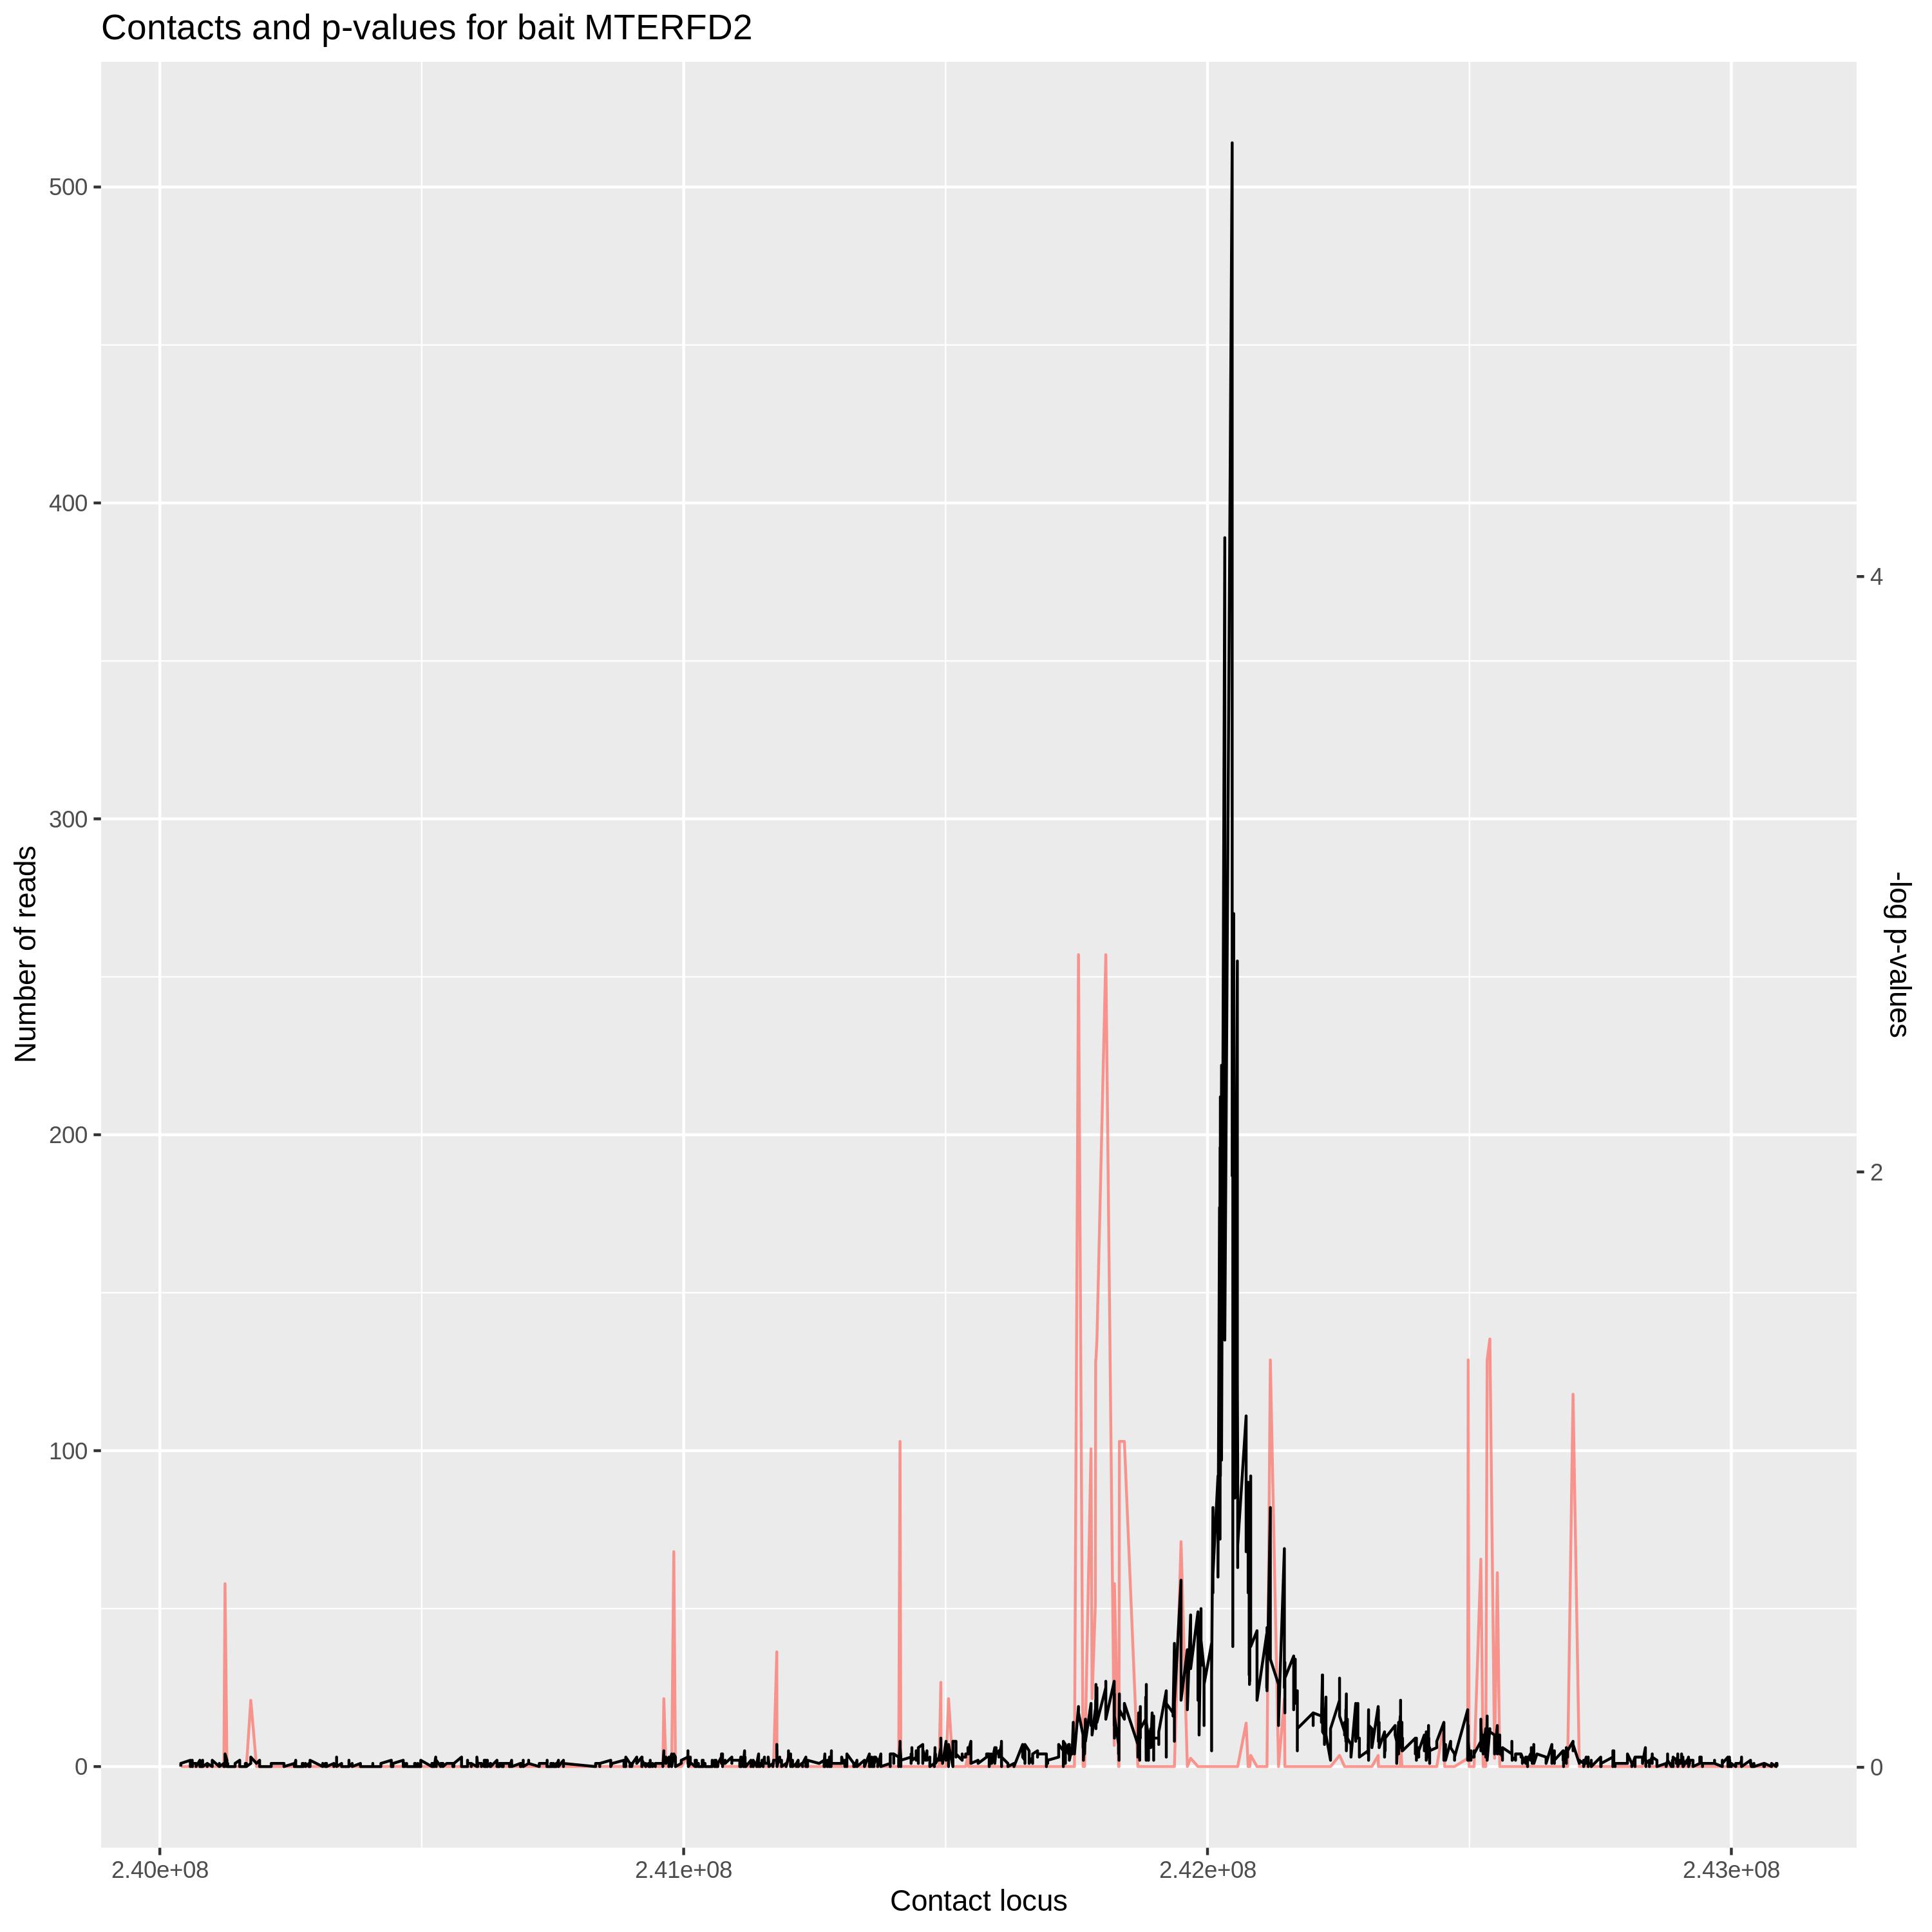 Contacts and p-values for bait MTERFD2
500
400
300
200
100
0
Number of reads
4
2
0
-log p-values
2.40e+08
2.41e+08
2.42e+08
2.43e+08
Contact locus